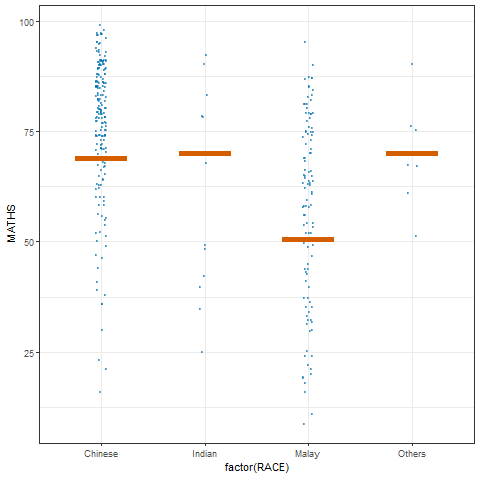 100
75
50
25
MATHS
Chinese
Indian
Malay
Others
factor(RACE)